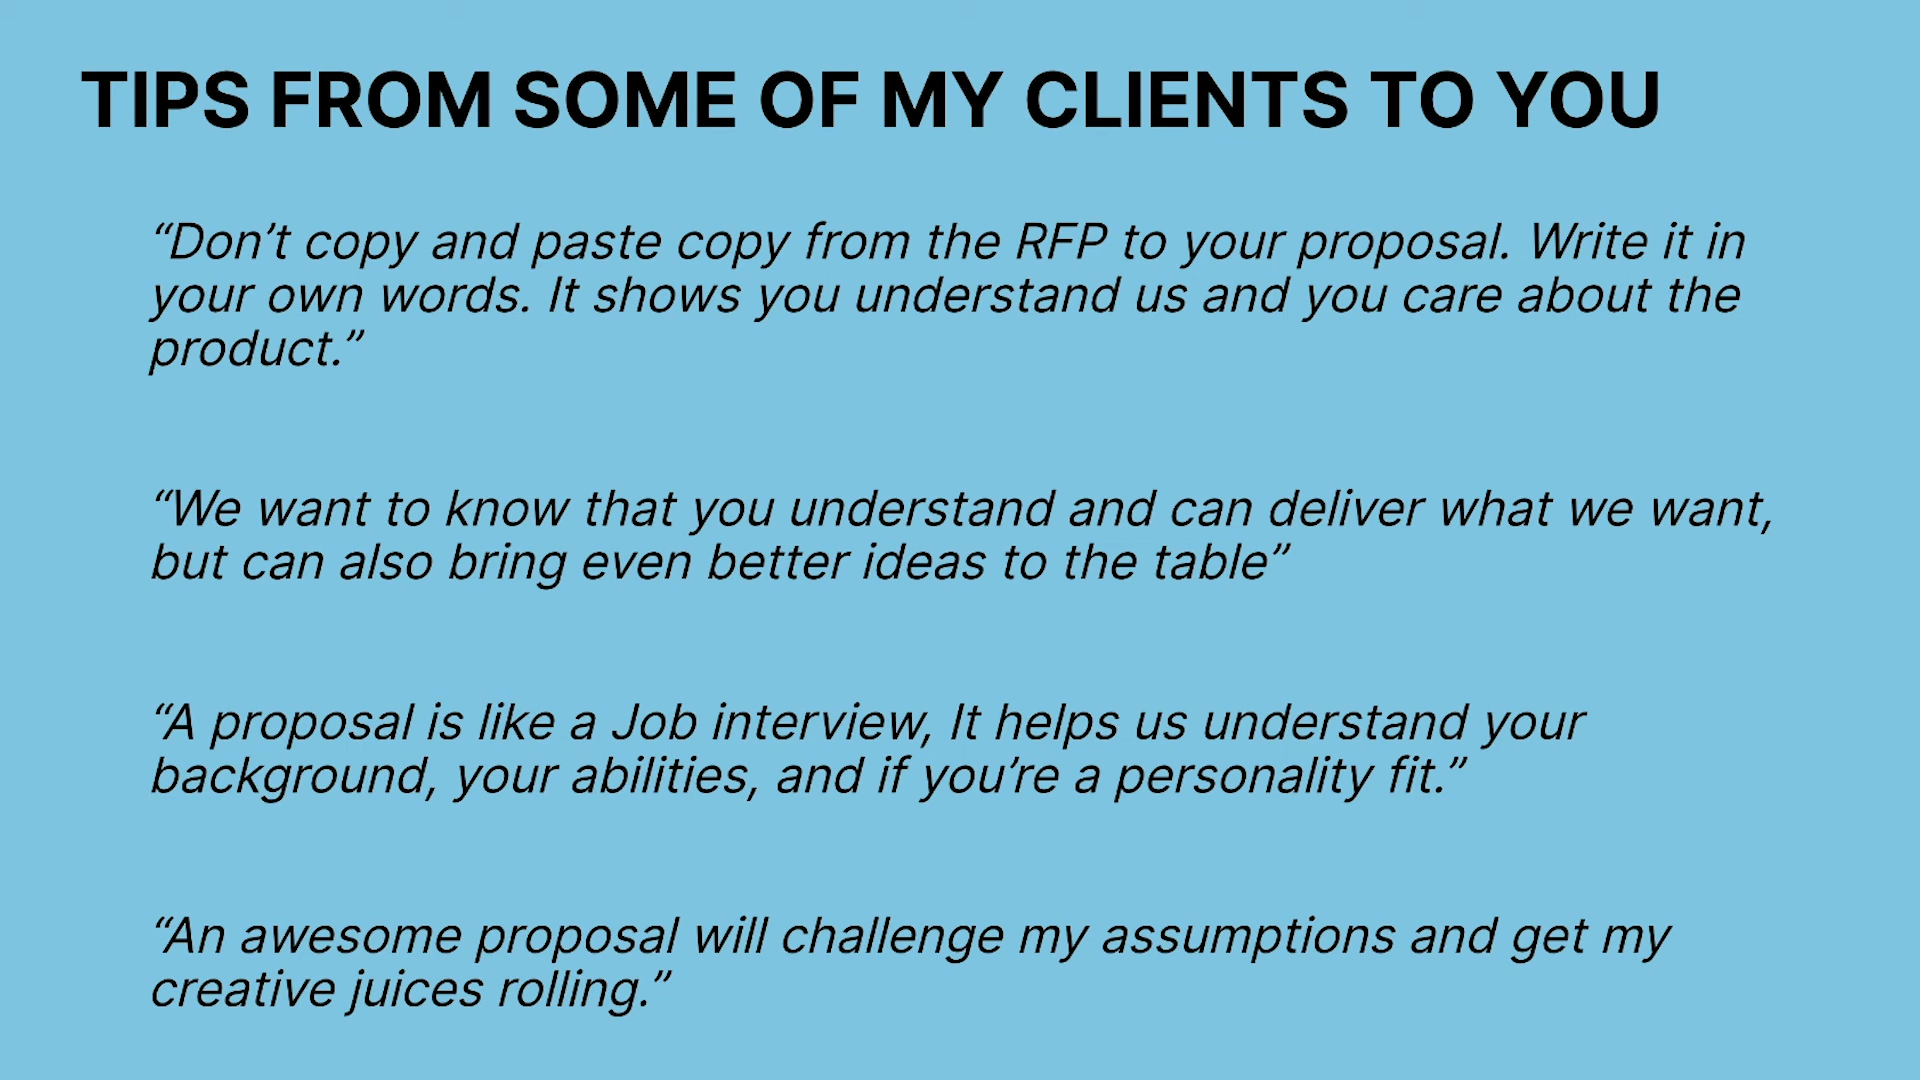 TIPS FROM SOME OF MY CLIENTS TO YOU
“Don’t copy and paste copy from the RFP to your proposal. Write it in
your own words. It shows you understand us and you care about the
product.”
“We want to know that you understand and can deliver what we want,
but can also bring even better ideas to the table”
“A proposal is like a Job interview, It helps us understand your
background, your abilities, and if you’re a personality fit.”
“An awesome proposal will challenge my assumptions and get my
creative juices rolling.”